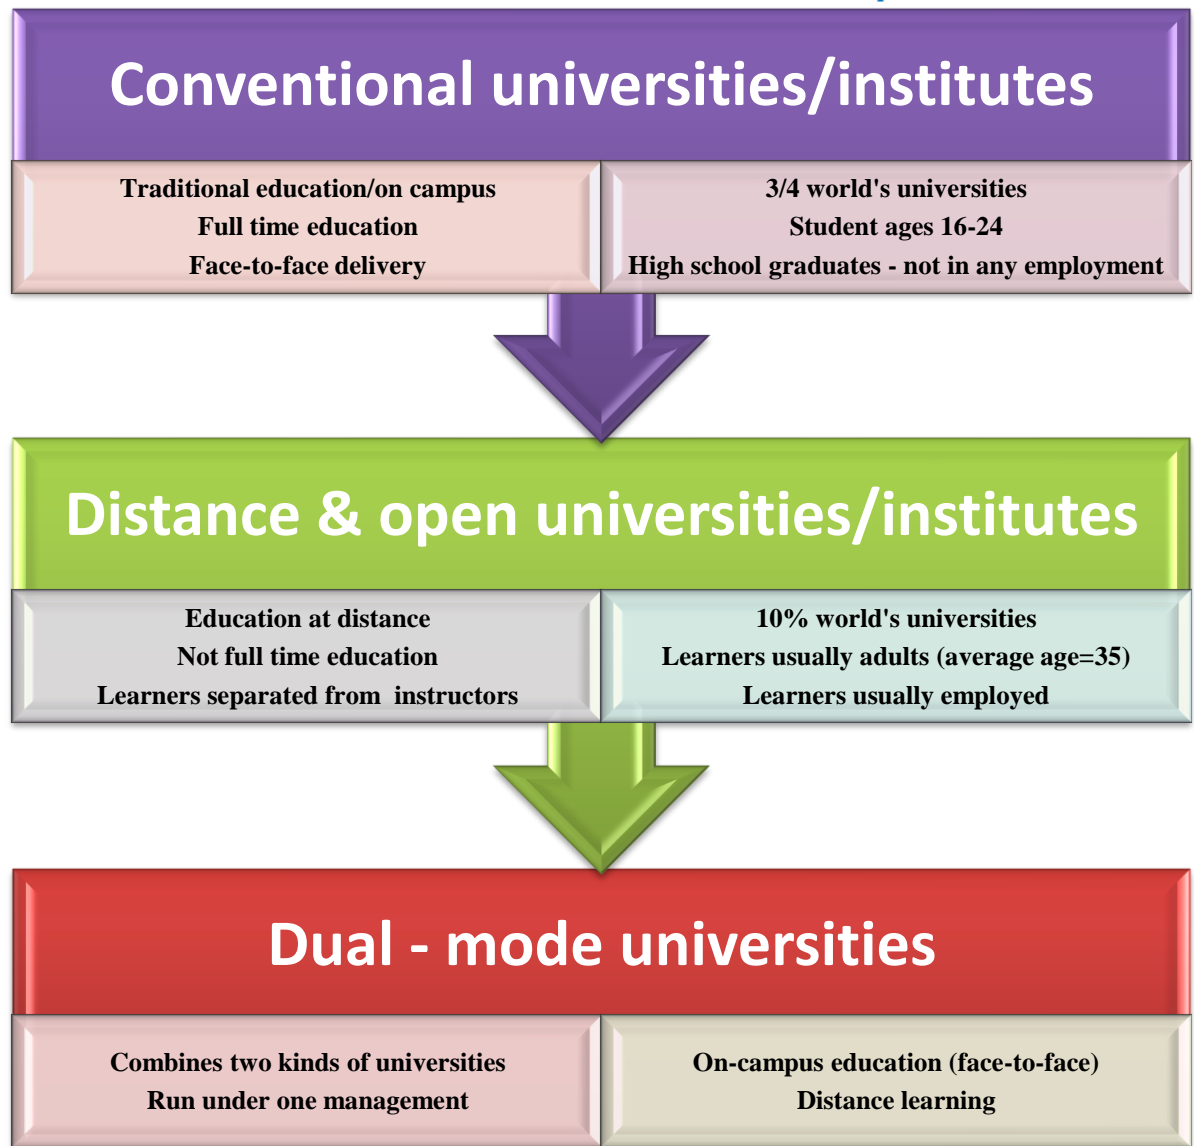 Conventional universities/institutes
Traditional education/on campus
Full time education
Face-to-face delivery
3/4 world's universities
Student ages 16-24
High school graduates - not in any employment
Distance & open universities/institutes
Education at distance
Not full time education
Learners separated from instructors
10% world's universities
Learners usually adults (average age=35)
Learners usually employed
Dual - mode universities
Combines two kinds of universities
Run under one management
On-campus education (face-to-face)
Distance learning